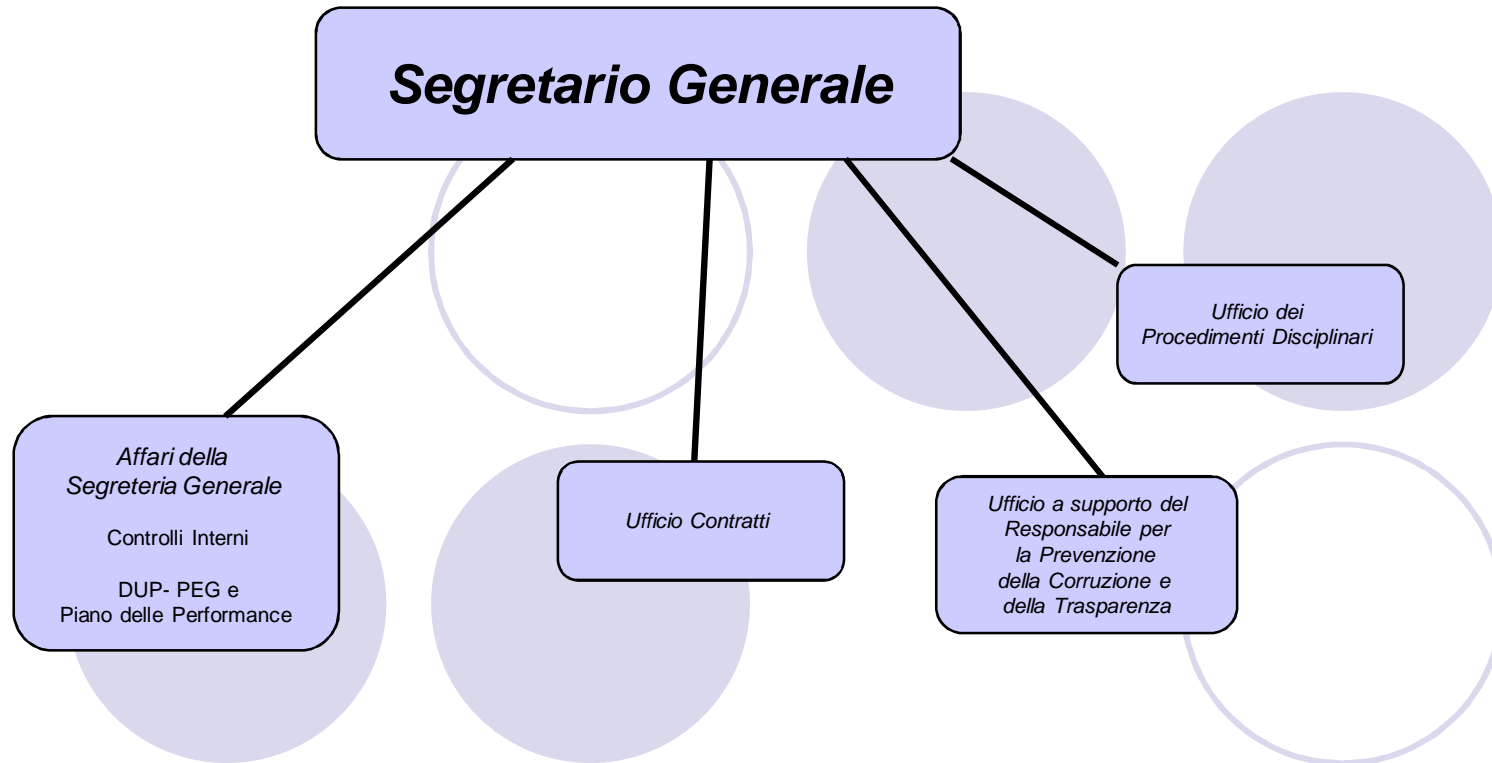 Segretario Generale
Ufficio dei
Procedimenti Disciplinari
Affari della
Segreteria Generale
Controlli Interni
DUP- PEG e
Piano delle Performance
Ufficio Contratti
Ufficio a supporto del
Responsabile per
la Prevenzione
della Corruzione e
della Trasparenza